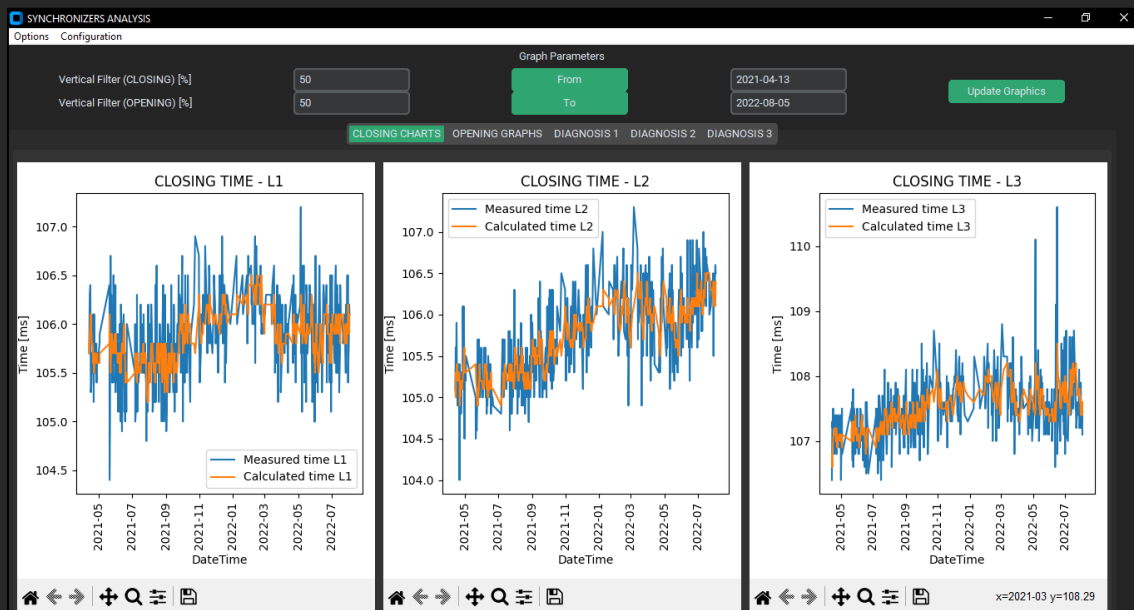 SYNCHRONIZERS ANALYSIS
Options Configuration
Graph Parameters
Vertical Filter (CLOSING) [%] 50 From 2021-04-13
Update Graphics
Vertical Filter (OPENING) [%] 50 To 2022-08-05
CLOSING CHARTS OPENING GRAPHS DIAGNOSIS 1 DIAGNOSIS 2 DIAGNOSIS 3
CLOSING TIME - L1
107.0
106.5
106.0
105.5
105.0
104.5
Time [ms]
Measured time L1
Calculated time L1
2021-05
2021-07
2021-09
2021-11
2022-01
2022-03
2022-05
2022-07
DateTime
CLOSING TIME - L2
Measured time L2
Calculated time L2
107.0
106.5
106.0
105.5
105.0
104.5
104.0
Time [ms]
2021-05
2021-07
2021-09
2021-11
2022-01
2022-03
2022-05
2022-07
DateTime
CLOSING TIME - L3
Measured time L3
Calculated time L3
110
109
108
107
Time [ms]
2021-05
2021-07
2021-09
2021-11
2022-01
2022-03
2022-05
2022-07
DateTime
x=2021-03 y=108.29